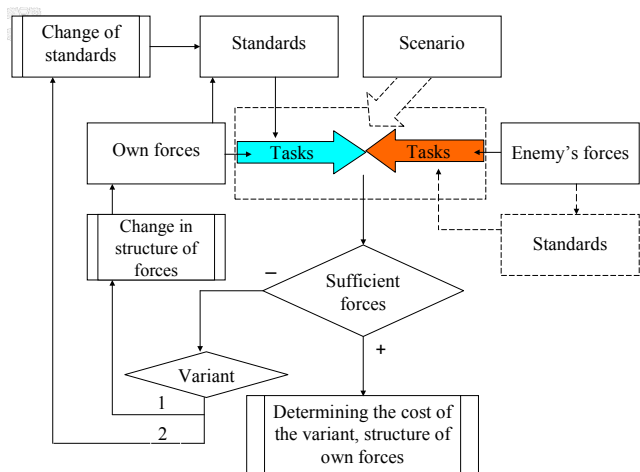 Change of
standards
Standards
Scenario
Own forces
Tasks
Tasks
Enemy's forces
Change in
structure of
forces
Standards
Sufficient
forces
–
+
Variant
1
2
Determining the cost of
the variant, structure of
own forces